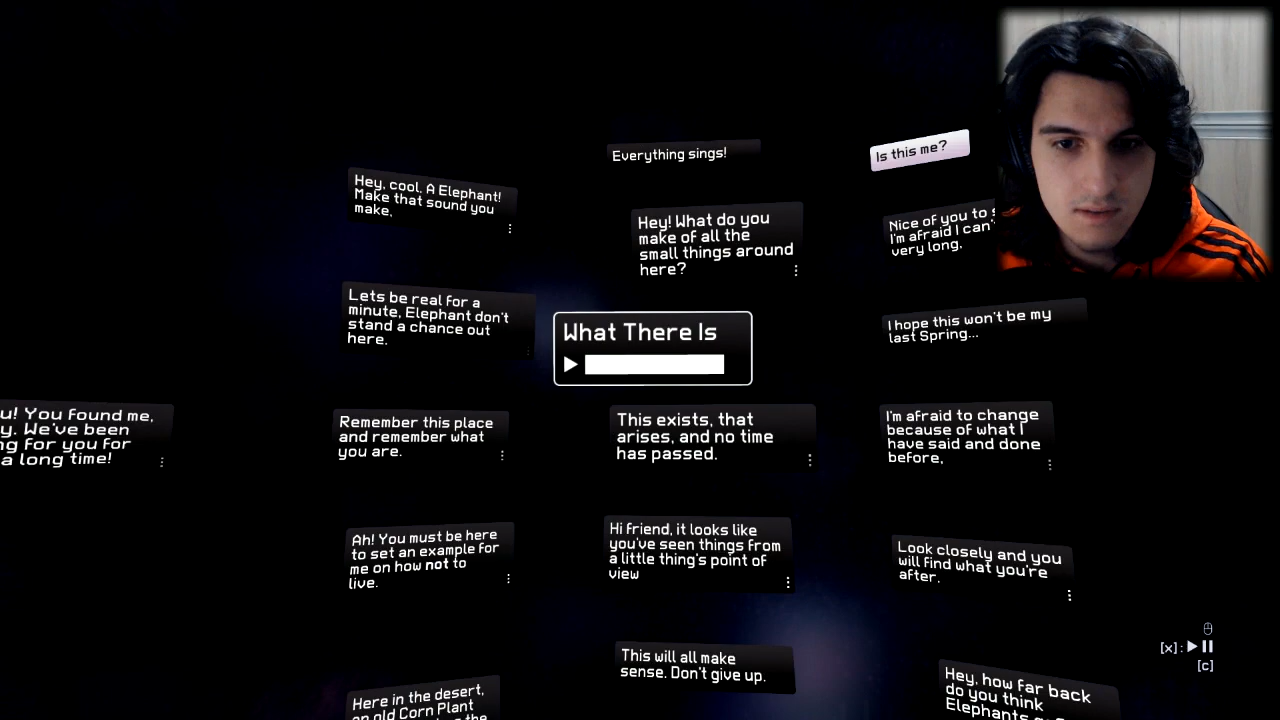 Everything sings!
Is this me?
Hey, cool. A Elephant!
Make that sound you
make.
Hey! What do you
make of all the
small things around
here?
Nice of you to
I'm afraid I can'
very long.
Lets be real for a
minute, Elephant don't
stand a chance out
here.
What There Is
I hope this won't be my
last Spring...
u! You found me,
y. We've been
ng for you for
a long time!
Remember this place
and remember what
you are.
This exists, that
arises, and no time
has passed.
I'm afraid to change
because of what I
have said and done
before,
Ah! You must be here
to set an example for
me on how not to
live.
Hi friend, it looks like
you've seen things from
a little thing's point of
view
Look closely and you
will find what you're
after.
This will all make
sense. Don't give up.
[x]:
[c]
Here in the desert,
an old Corn Plant
Hey, how far back
do you think
Elephants